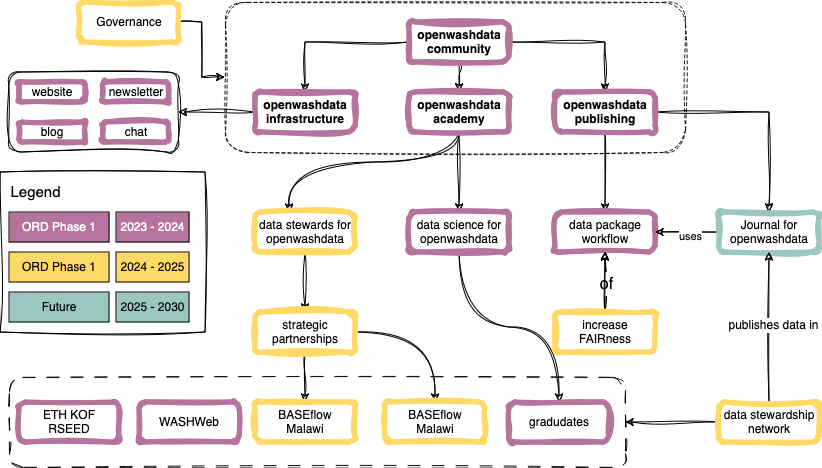 Governance
openwashdata
community
website
newsletter
blog
chat
openwashdata
infrastructure
openwashdata
academy
openwashdata
publishing
Legend
ORD Phase 1
2023 - 2024
ORD Phase 1
2024 - 2025
Future
2025 - 2030
data stewards for
openwashdata
data science for
openwashdata
data package
workflow
uses
Journal for
openwashdata
of
strategic
partnerships
increase
FAIRness
publishes data in
ETH KOF
RSEED
WASHWeb
BASEflow
Malawi
BASEflow
Malawi
gradudates
data stewardship
network